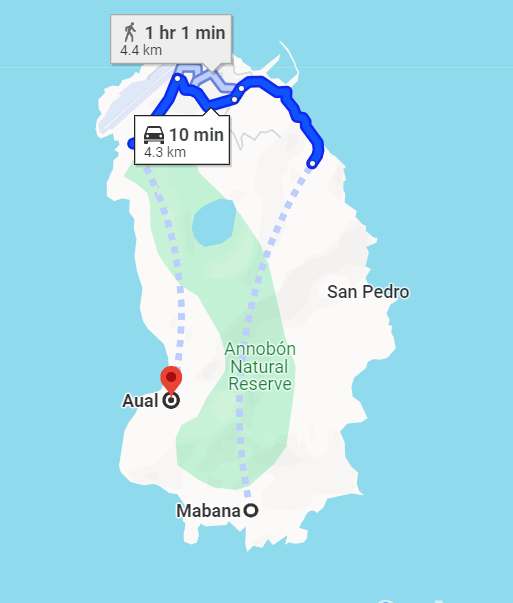 1 hr 1 min
4.4 km
10 min
4.3 km
San Pedro
Annobón
Natural
Reserve
Aual
Mabana